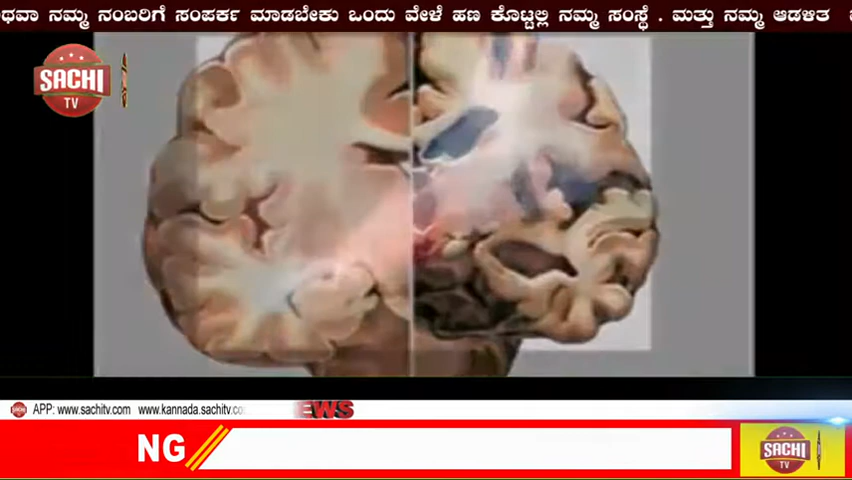 ನಮ್ಮ ನಂಬರಿಗೆ ಸಂಪರ್ಕ ಮಾಡಬೇಕು ಒಂದು ವೇಳೆ ಹಣ ಕೊಟ್ಟಲ್ಲಿ ನಮ್ಮ ಸಂಸ್ಥೆ . ಮತ್ತು ನಮ್ಮ ಆಡಳಿತ
SACHI
TV
APP: www.sachitv.com www.kannada.sachitv.co
EWS
NG
SACHI
TV